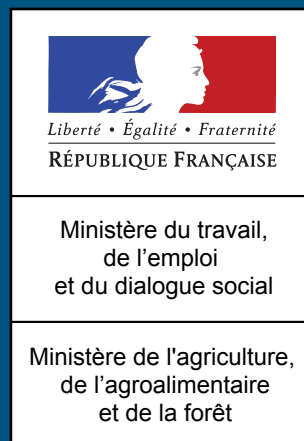 Liberté • Égalité • Fraternité
RÉPUBLIQUE FRANÇAISE
Ministère du travail,
de l’emploi
et du dialogue social
Ministère de l'agriculture,
de l’agroalimentaire
et de la forêt